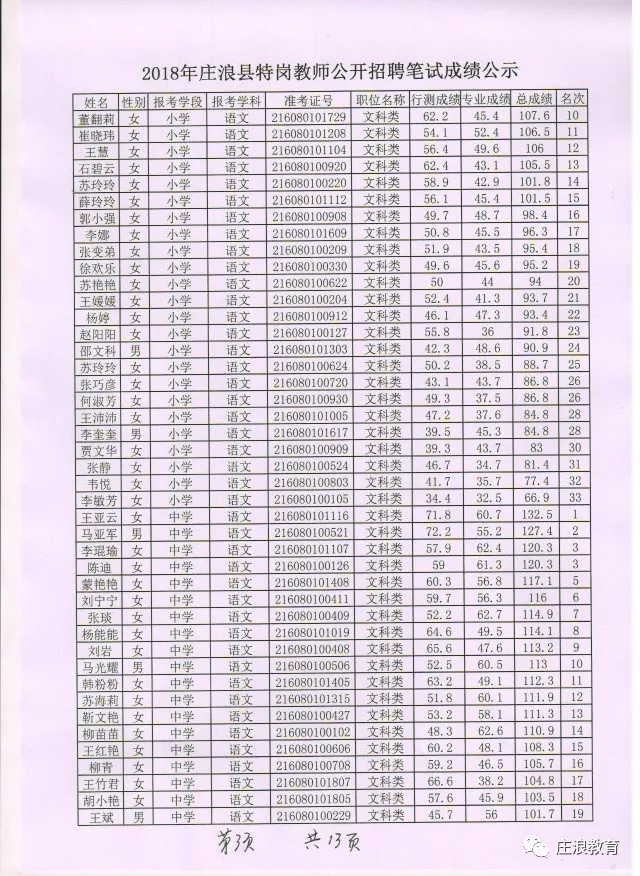 2018年庄浪县特岗教师公开招聘笔试成绩公示
姓名 性别 报考学段 报考学科 准考证号 职位名称 行测成绩 专业成绩 总成绩 名次
董翻莉 女 小学 语文 216080101729 文科类 62.2 45.4 107.6 10
崔晓玮 女 小学 语文 216080101208 文科类 54.1 52.4 106.5 11
王慧 女 小学 语文 216080101104 文科类 56.4 49.6 106 12
石碧云 女 小学 语文 216080100920 文科类 62.4 43.1 105.5 13
苏玲玲 女 小学 语文 216080100220 文科类 58.9 42.9 101.8 14
薛玲玲 女 小学 语文 216080101112 文科类 56.1 45.4 101.5 15
郭小强 女 小学 语文 216080100908 文科类 49.7 48.7 98.4 16
李娜 女 小学 语文 216080101609 文科类 50.8 45.5 96.3 17
张变弟 女 小学 语文 216080100209 文科类 51.9 43.5 95.4 18
徐欢乐 女 小学 语文 216080100330 文科类 49.6 45.6 95.2 19
苏艳艳 女 小学 语文 216080100622 文科类 50 44 94 20
王媛媛 女 小学 语文 216080100204 文科类 52.4 41.3 93.7 21
杨婷 女 小学 语文 216080100912 文科类 46.1 47.3 93.4 22
赵阳阳 女 小学 语文 216080100127 文科类 55.8 36 91.8 23
邵文科 男 小学 语文 216080101303 文科类 42.3 48.6 90.9 24
苏玲玲 女 小学 语文 216080100624 文科类 50.2 38.5 88.7 25
张巧彦 女 小学 语文 216080100720 文科类 43.1 43.7 86.8 26
何淑芳 女 小学 语文 216080100930 文科类 49.3 37.5 86.8 26
王沛沛 女 小学 语文 216080101005 文科类 47.2 37.6 84.8 28
李奎奎 男 小学 语文 216080101617 文科类 39.5 45.3 84.8 28
贾文华 女 小学 语文 216080100909 文科类 39.3 43.7 83 30
张静 女 小学 语文 216080100524 文科类 46.7 34.7 81.4 31
韦悦 女 小学 语文 216080100803 文科类 41.7 35.7 77.4 32
李敏芳 女 小学 语文 216080100105 文科类 34.4 32.5 66.9 33
王亚云 女 中学 语文 216080101116 文科类 71.8 60.7 132.5 1
马亚军 男 中学 语文 216080100521 文科类 72.2 55.2 127.4 2
李琨瑜 女 中学 语文 216080101107 文科类 57.9 62.4 120.3 3
陈迪 女 中学 语文 216080100126 文科类 59 61.3 120.3 3
蒙艳艳 女 中学 语文 216080101408 文科类 60.3 56.8 117.1 5
刘宁宁 女 中学 语文 216080100411 文科类 59.7 56.3 116 6
张琰 女 中学 语文 216080100409 文科类 52.2 62.7 114.9 7
杨能能 女 中学 语文 216080101019 文科类 64.6 49.5 114.1 8
刘岩 女 中学 语文 216080100408 文科类 65.6 47.6 113.2 9
马光耀 男 中学 语文 216080100506 文科类 52.5 60.5 113 10
韩粉粉 女 中学 语文 216080101405 文科类 63.2 49.1 112.3 11
苏海莉 女 中学 语文 216080101315 文科类 51.8 60.1 111.9 12
靳文艳 女 中学 语文 216080100427 文科类 53.2 58.1 111.3 13
柳苗苗 女 中学 语文 216080100102 文科类 48.3 62.6 110.9 14
王红艳 女 中学 语文 216080100606 文科类 60.2 48.1 108.3 15
柳青 女 中学 语文 216080100708 文科类 59.2 46.5 105.7 16
王竹君 女 中学 语文 216080101807 文科类 66.6 38.2 104.8 17
胡小艳 女 中学 语文 216080101805 文科类 57.6 45.9 103.5 18
王斌 男 中学 语文 216080100229 文科类 45.7 56 101.7 19
第3页 共13页
庄浪教育